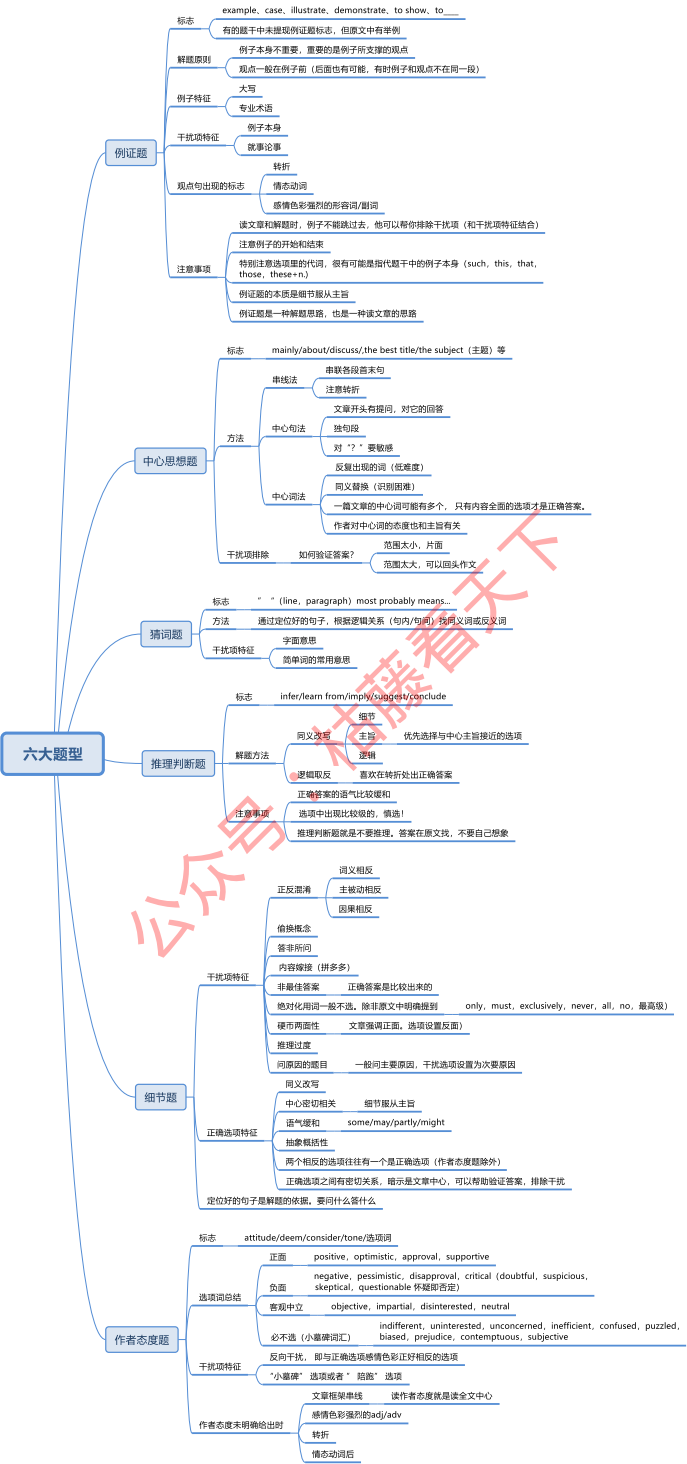 六大题型
例证题
标志
example、case、illustrate、demonstrate、to show、to___
有的题干中未提现例证题标志，但原文中有举例
解题原则
例子本身不重要，重要的是例子所支撑的观点
观点一般在例子前（后面也有可能，有时例子和观点不在同一段）
例子特征
大写
专业术语
干扰项特征
例子本身
就事论事
观点句出现的标志
转折
情态动词
感情色彩强烈的形容词/副词
注意事项
读文章和解题时，例子不能跳过去，他可以帮你排除干扰项（和干扰项特征结合）
注意例子的开始和结束
特别注意选项里的代词，很有可能是指代题干中的例子本身（such，this，that，
those，these+n.)
例证题的本质是细节服从主旨
例证题是一种解题思路，也是一种读文章的思路
中心思想题
标志
mainly/about/discuss/,the best title/the subject（主题）等
方法
串线法
串联各段首末句
注意转折
中心句法
文章开头有提问，对它的回答
独句段
对“？”要敏感
中心词法
反复出现的词（低难度）
同义替换（识别困难）
一篇文章的中心词可能有多个， 只有内容全面的选项才是正确答案。
作者对中心词的态度也和主旨有关
干扰项排除
如何验证答案？
范围太小，片面
范围太大，可以回头作文
猜词题
标志
“ ”（line，paragraph）most probably means...
方法
通过定位好的句子，根据逻辑关系（句内/句间）找同义词或反义词
干扰项特征
字面意思
简单词的常用意思
推理判断题
标志
infer/learn from/imply/suggest/conclude
解题方法
同义改写
细节
主旨
优先选择与中心主旨接近的选项
逻辑
逻辑取反
喜欢在转折处出正确答案
注意事项
正确答案的语气比较缓和
选项中出现比较级的，慎选！
推理判断题就是不要推理。答案在原文找，不要自己想象
细节题
干扰项特征
正反混淆
词义相反
主被动相反
因果相反
偷换概念
答非所问
内容嫁接（拼多多）
非最佳答案
正确答案是比较出来的
绝对化用词一般不选。除非原文中明确提到
only，must，exclusively，never，all，no，最高级）
硬币两面性
文章强调正面。选项设置反面）
推理过度
问原因的题目
一般问主要原因，干扰选项设置为次要原因
正确选项特征
同义改写
中心密切相关
细节服从主旨
语气缓和
some/may/partly/might
抽象概括性
两个相反的选项往往有一个是正确选项（作者态度题除外）
正确选项之间有密切关系，暗示是文章中心，可以帮助验证答案，排除干扰
定位好的句子是解题的依据。要问什么答什么
作者态度题
标志
attitude/deem/consider/tone/选项词
选项词总结
正面
positive，optimistic，approval，supportive
负面
negative，pessimistic，disapproval，critical（doubtful，suspicious，
skeptical，questionable 怀疑即否定）
客观中立
objective，impartial，disinterested，neutral
必不选（小墓碑词汇）
indifferent，uninterested，unconcerned，inefficient，confused，puzzled，
biased，prejudice，contemptuous，subjective
干扰项特征
反向干扰， 即与正确选项感情色彩正好相反的选项
“小墓碑” 选项或者 “ 陪跑” 选项
作者态度未明确给出时
文章框架串线
读作者态度就是读全文中心
感情色彩强烈的adj/adv
转折
情态动词后
公众号：枯藤看天下